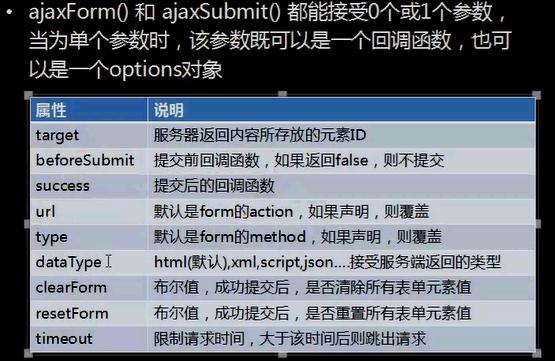 • ajaxForm() 和 ajaxSubmit() 都能接受0个或1个参数，
当为单个参数时，该参数既可以是一个回调函数，也可
以是一个options对象
属性 说明
target 服务器返回内容所存放的元素ID
beforeSubmit 提交前回调函数，如果返回false，则不提交
success 提交后的回调函数
url 默认是form的action，如果声明，则覆盖
type 默认是form的method，如果声明，则覆盖
dataType html(默认),xml,script,json....接受服务端返回的类型
clearForm 布尔值，成功提交后，是否清除所有表单元素值
resetForm 布尔值，成功提交后，是否重置所有表单元素值
timeout 限制请求时间，大于该时间后则跳出请求